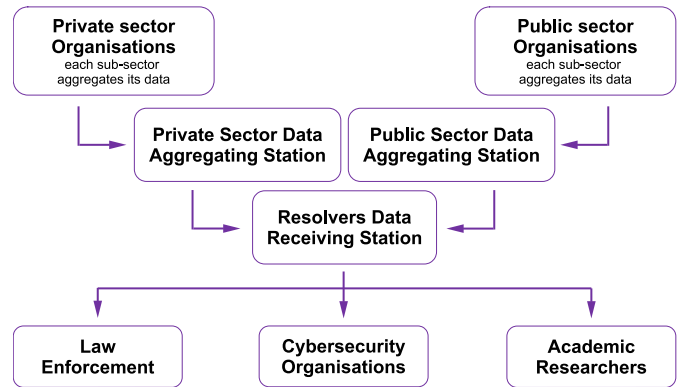 Private sector
Organisations
each sub-sector
aggregates its data
Public sector
Organisations
each sub-sector
aggregates its data
Private Sector Data
Aggregating Station
Public Sector Data
Aggregating Station
Resolvers Data
Receiving Station
Law
Enforcement
Cybersecurity
Organisations
Academic
Researchers